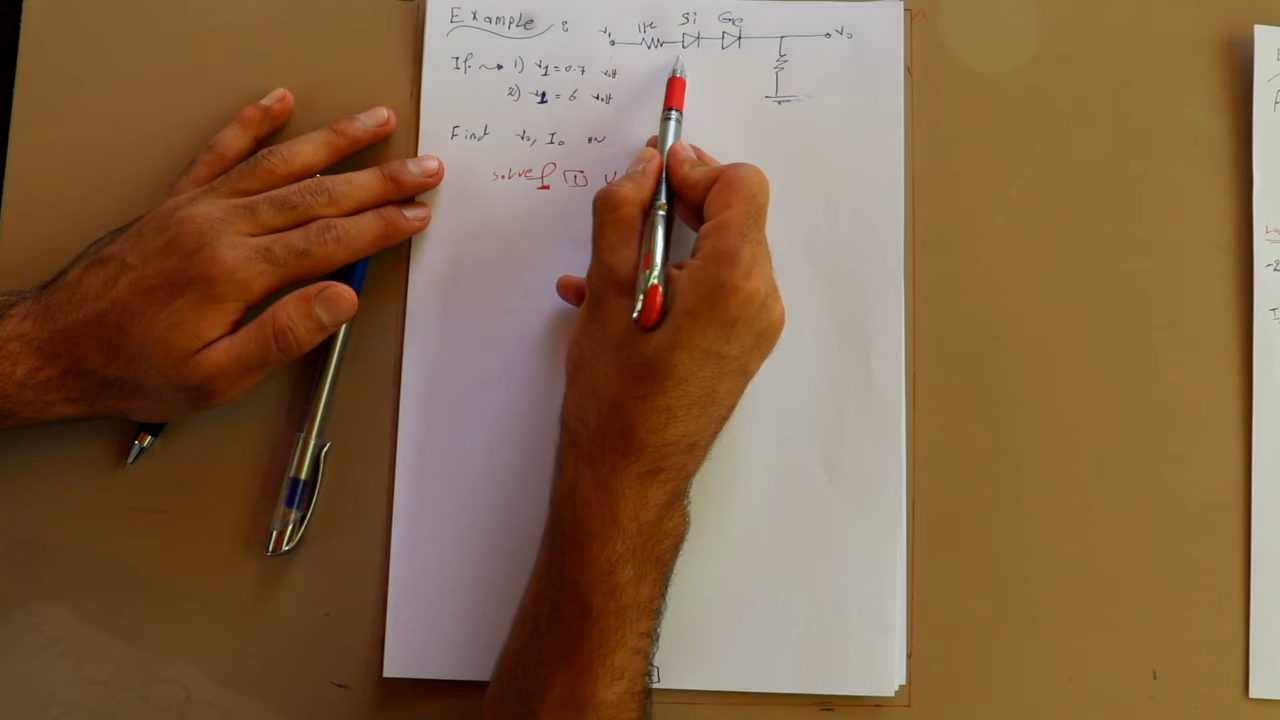 Example :
V1 1k Si Ge Vo
If 1) V1 = 0.7 volt
2) V1 = 6 volt
Find Vo, Io
solve 1 V